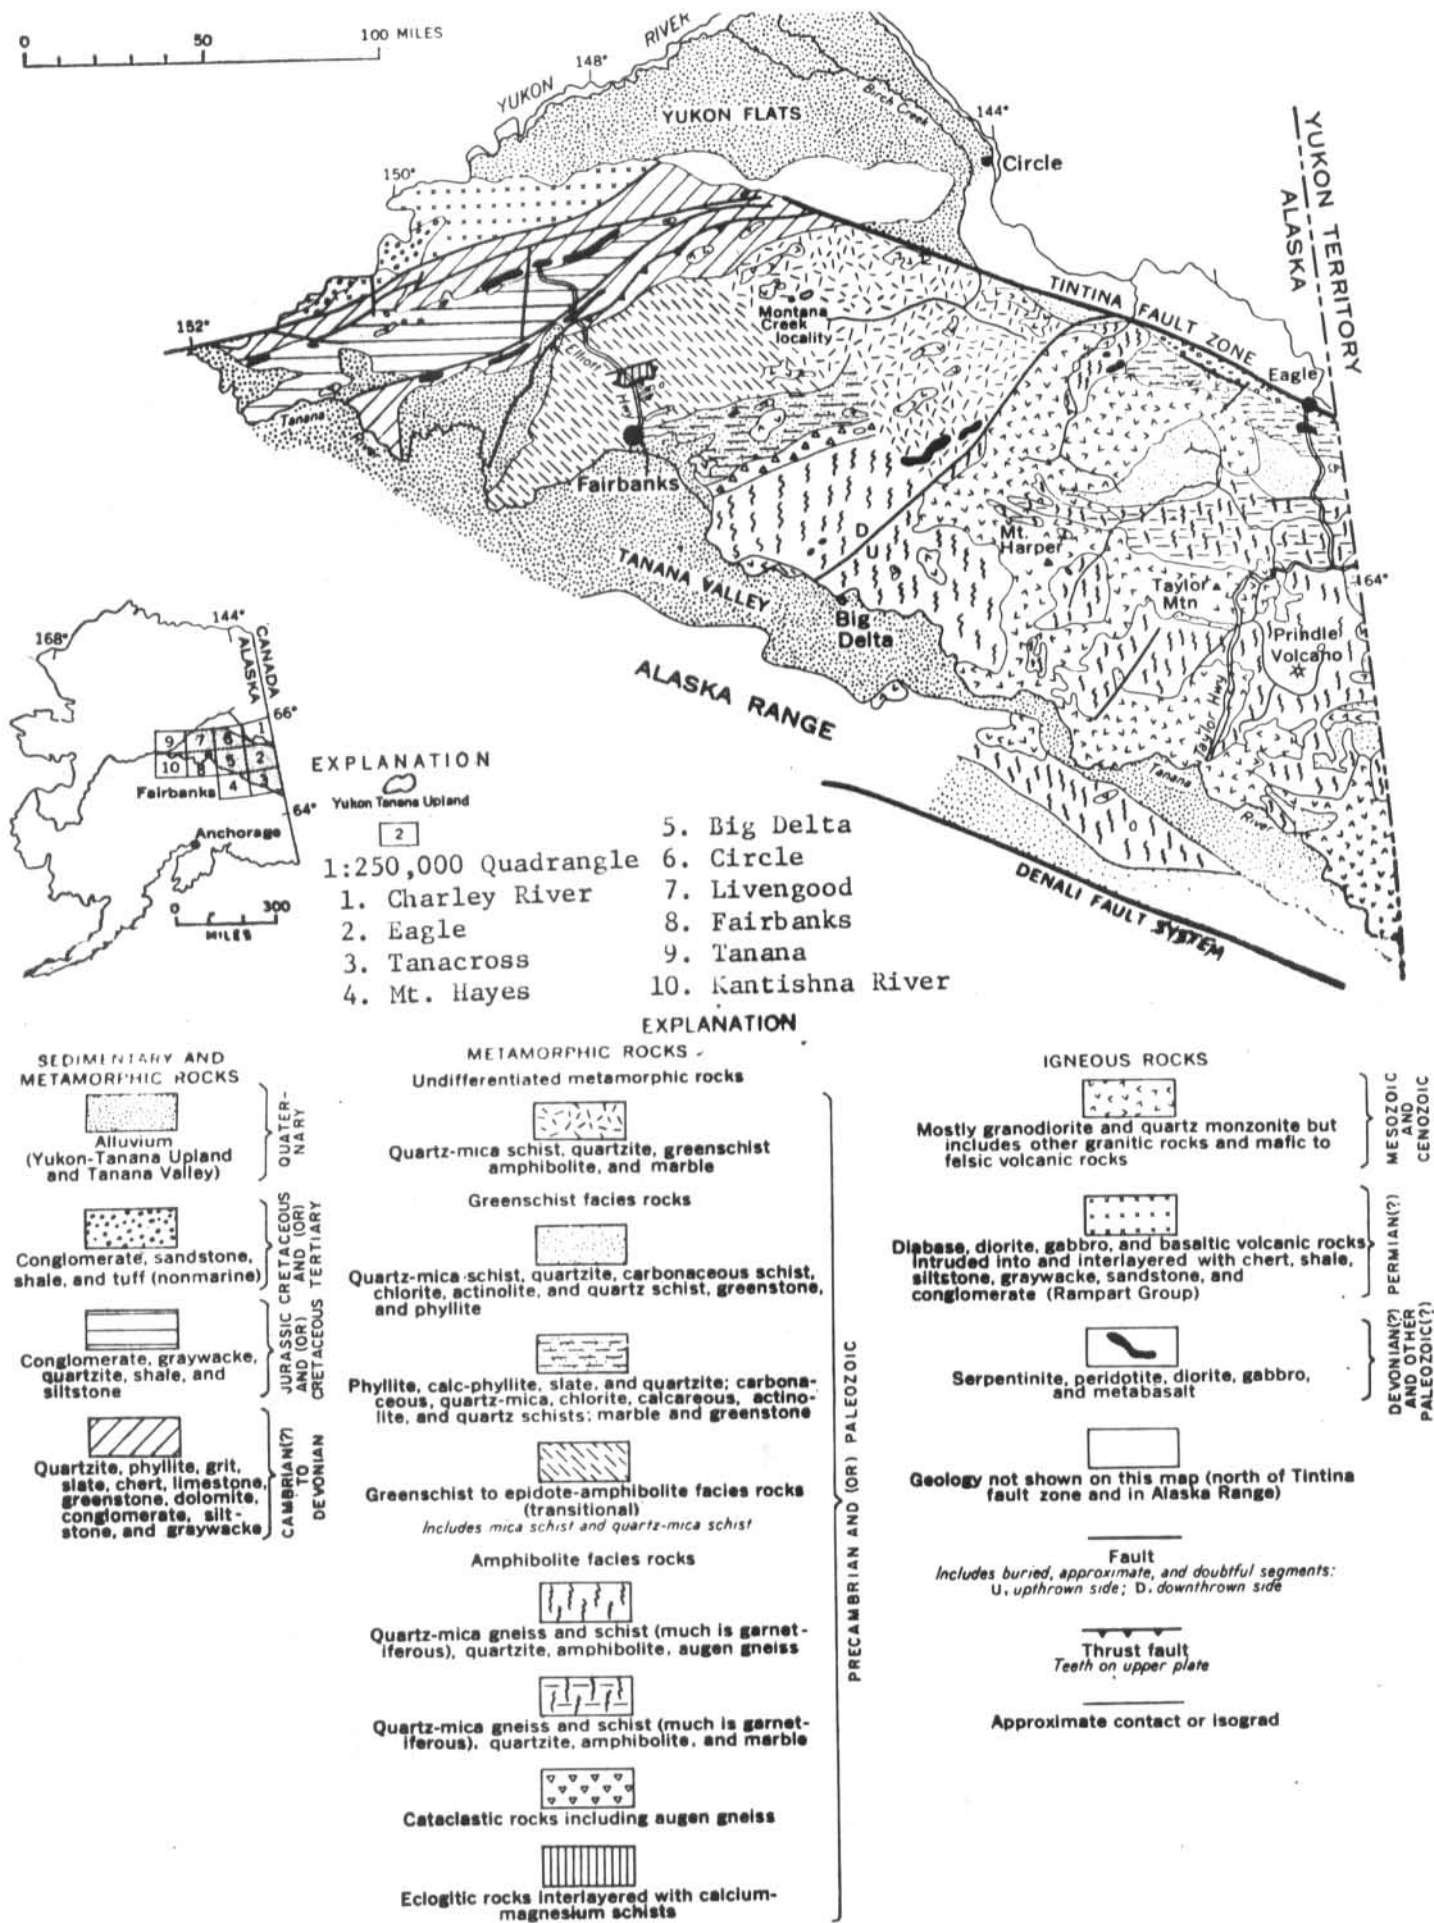 0
50
100 MILES
YUKON
RIVER
148°
YUKON FLATS
Birch Creek
144°
Circle
150°
YUKON TERRITORY
ALASKA
TINTINA FAULT ZONE
152°
Montana
Creek
locality
Elliott
Hwy
Eagle
Tanana
Fairbanks
D
U
Mt.
Harper
TANANA VALLEY
Taylor
Mtn
64°
Big
Delta
Prindle
Volcano
ALASKA RANGE
Taylor Hwy
Tanana
River
DENALI FAULT SYSTEM
168°
144°
CANADA
ALASKA
66°
9
7
6
1
10
8
5
2
4
3
Fairbanks
64°
Anchorage
0
300
MILES
EXPLANATION
Yukon Tanana Upland
2
1:250,000 Quadrangle
1. Charley River
2. Eagle
3. Tanacross
4. Mt. Hayes
5. Big Delta
6. Circle
7. Livengood
8. Fairbanks
9. Tanana
10. Kantishna River
EXPLANATION
SEDIMENTARY AND
METAMORPHIC ROCKS
Alluvium
(Yukon-Tanana Upland
and Tanana Valley)
QUATER-
NARY
Conglomerate, sandstone,
shale, and tuff (nonmarine)
CRETACEOUS
AND (OR)
TERTIARY
Conglomerate, graywacke,
quartzite, shale, and
siltstone
JURASSIC
AND (OR)
CRETACEOUS
Quartzite, phyllite, grit,
slate, chert, limestone,
greenstone, dolomite,
conglomerate, silt-
stone, and graywacke
CAMBRIAN(?)
TO
DEVONIAN
METAMORPHIC ROCKS
Undifferentiated metamorphic rocks
Quartz-mica schist, quartzite, greenschist
amphibolite, and marble
Greenschist facies rocks
Quartz-mica schist, quartzite, carbonaceous schist,
chlorite, actinolite, and quartz schist, greenstone,
and phyllite
Phyllite, calc-phyllite, slate, and quartzite; carbona-
ceous, quartz-mica, chlorite, calcareous, actino-
lite, and quartz schists; marble and greenstone
Greenschist to epidote-amphibolite facies rocks
(transitional)
Includes mica schist and quartz-mica schist
Amphibolite facies rocks
Quartz-mica gneiss and schist (much is garnet-
iferous), quartzite, amphibolite, augen gneiss
Quartz-mica gneiss and schist (much is garnet-
iferous), quartzite, amphibolite, and marble
Cataclastic rocks including augen gneiss
Eclogitic rocks interlayered with calcium-
magnesium schists
PRECAMBRIAN AND (OR) PALEOZOIC
IGNEOUS ROCKS
Mostly granodiorite and quartz monzonite but
includes other granitic rocks and mafic to
felsic volcanic rocks
MESOZOIC
AND
CENOZOIC
Diabase, diorite, gabbro, and basaltic volcanic rocks
Intruded into and interlayered with chert, shale,
siltstone, graywacke, sandstone, and
conglomerate (Rampart Group)
PERMIAN(?)
Serpentinite, peridotite, diorite, gabbro,
and metabasalt
DEVONIAN(?)
AND OTHER
PALEOZOIC(?)
Geology not shown on this map (north of Tintina
fault zone and in Alaska Range)
Fault
Includes buried, approximate, and doubtful segments:
U, upthrown side; D, downthrown side
Thrust fault
Teeth on upper plate
Approximate contact or isograd